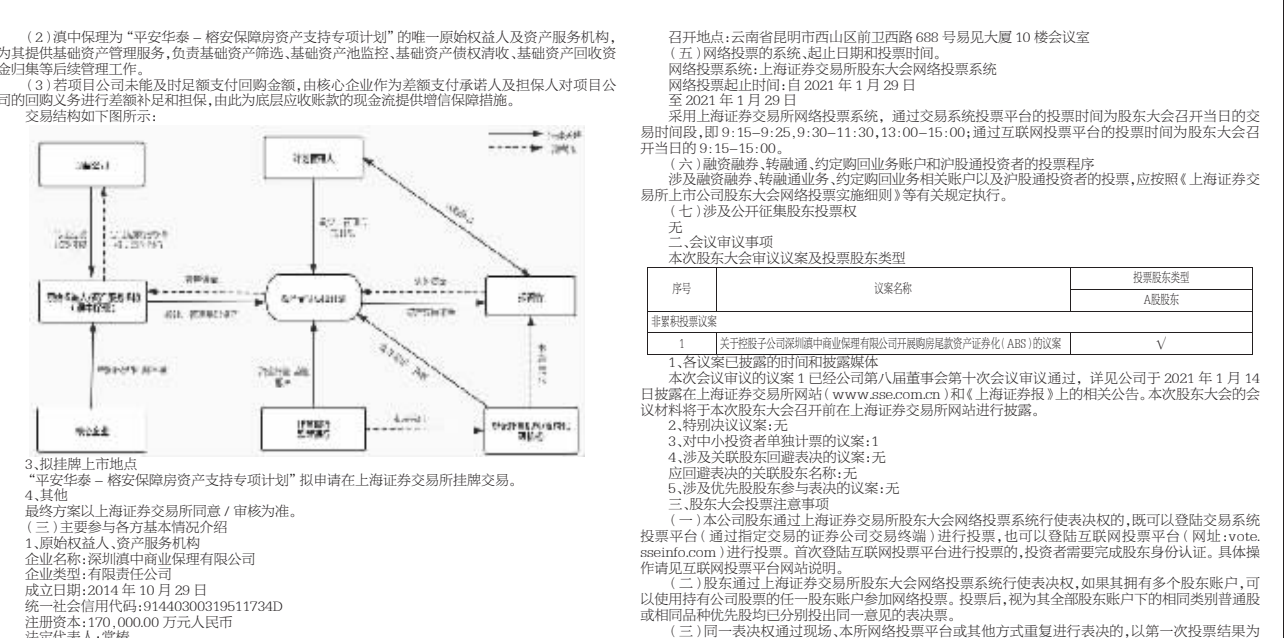 （2）滇中保理为“平安华泰－榕安保障房资产支持专项计划”的唯一原始权益人及资产服务机构，
为其提供基础资产管理服务，负责基础资产筛选、基础资产池监控、基础资产债权清收、基础资产回收资
金归集等后续管理工作。
（3）若项目公司未能及时足额支付回购金额，由核心企业作为差额支付承诺人及担保人对项目公
司的回购义务进行差额补足和担保，由此为底层应收账款的现金流提供增信保障措施。
交易结构如下图所示：
核心企业
3、拟挂牌上市地点
“平安华泰－榕安保障房资产支持专项计划”拟申请在上海证券交易所挂牌交易。
4、其他
最终方案以上海证券交易所同意/审核为准。
（三）主要参与各方基本情况介绍
1、原始权益人、资产服务机构
企业名称：深圳滇中商业保理有限公司
企业类型：有限责任公司
成立日期：2014 年 10 月 29 日
统一社会信用代码：91440300319511734D
注册资本：170,000.00 万元人民币
法定代表人：常椿
召开地点：云南省昆明市西山区前卫西路 688 号易见大厦 10 楼会议室
（五）网络投票的系统、起止日期和投票时间。
网络投票系统：上海证券交易所股东大会网络投票系统
网络投票起止时间：自 2021 年 1 月 29 日
至 2021 年 1 月 29 日
采用上海证券交易所网络投票系统，通过交易系统投票平台的投票时间为股东大会召开当日的交
易时间段，即 9:15-9:25,9:30-11:30,13:00-15:00；通过互联网投票平台的投票时间为股东大会召
开当日的 9:15-15:00。
（六）融资融券、转融通、约定购回业务账户和沪股通投资者的投票程序
涉及融资融券、转融通业务、约定购回业务相关账户以及沪股通投资者的投票，应按照《上海证券交
易所上市公司股东大会网络投票实施细则》等有关规定执行。
（七）涉及公开征集股东投票权
无
二、会议审议事项
本次股东大会审议议案及投票股东类型
序号 议案名称 投票股东类型
A股股东
非累积投票议案
1 关于控股子公司深圳滇中商业保理有限公司开展购房尾款资产证券化（ABS）的议案 √
1、各议案已披露的时间和披露媒体
本次会议审议的议案 1 已经公司第八届董事会第十次会议审议通过，详见公司于 2021 年 1 月 14
日披露在上海证券交易所网站（www.sse.com.cn）和《上海证券报》上的相关公告。本次股东大会的会
议材料将于本次股东大会召开前在上海证券交易所网站进行披露。
2、特别决议议案：无
3、对中小投资者单独计票的议案：1
4、涉及关联股东回避表决的议案：无
应回避表决的关联股东名称：无
5、涉及优先股股东参与表决的议案：无
三、股东大会投票注意事项
（一）本公司股东通过上海证券交易所股东大会网络投票系统行使表决权的，既可以登陆交易系统
投票平台（通过指定交易的证券公司交易终端）进行投票，也可以登陆互联网投票平台（网址：vote.
sseinfo.com）进行投票。首次登陆互联网投票平台进行投票的，投资者需要完成股东身份认证。具体操
作请见互联网投票平台网站说明。
（二）股东通过上海证券交易所股东大会网络投票系统行使表决权，如果其拥有多个股东账户，可
以使用持有公司股票的任一股东账户参加网络投票。投票后，视为其全部股东账户下的相同类别普通股
或相同品种优先股均已分别投出同一意见的表决票。
（三）同一表决权通过现场、本所网络投票平台或其他方式重复进行表决的，以第一次投票结果为